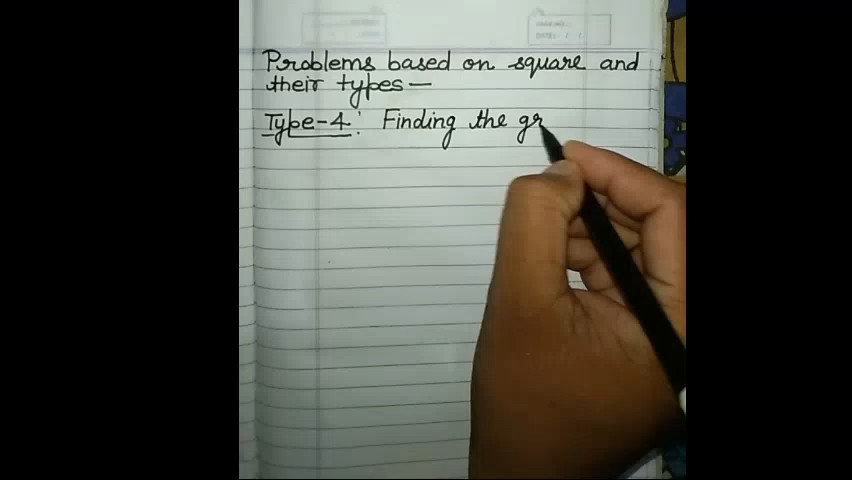 Problems based on square and
their types —
Type-4: Finding the gr